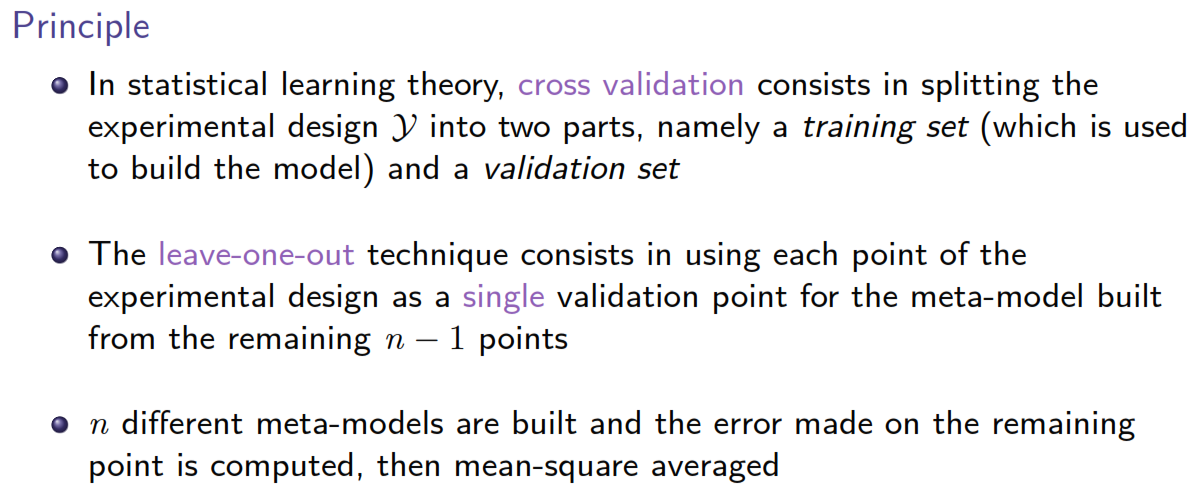 Principle
In statistical learning theory, cross validation consists in splitting the
experimental design 𝒴 into two parts, namely a training set (which is used
to build the model) and a validation set
The leave-one-out technique consists in using each point of the
experimental design as a single validation point for the meta-model built
from the remaining n − 1 points
n different meta-models are built and the error made on the remaining
point is computed, then mean-square averaged